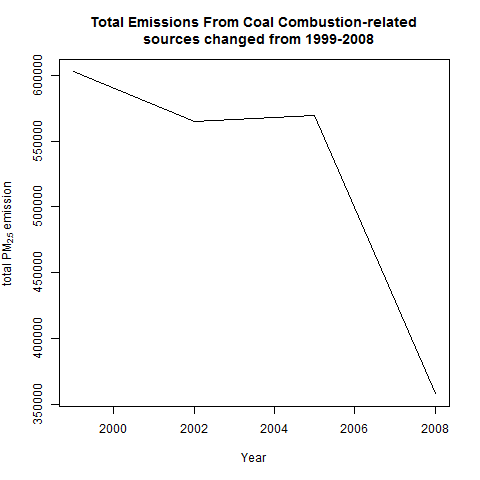 Total Emissions From Coal Combustion-related
sources changed from 1999-2008
600000
550000
500000
450000
400000
350000
total PM2.5 emission
2000 2002 2004 2006 2008
Year